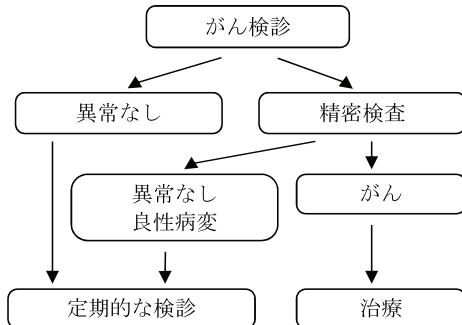 がん検診
異常なし
精密検査
異常なし
良性病変
がん
定期的な検診
治療